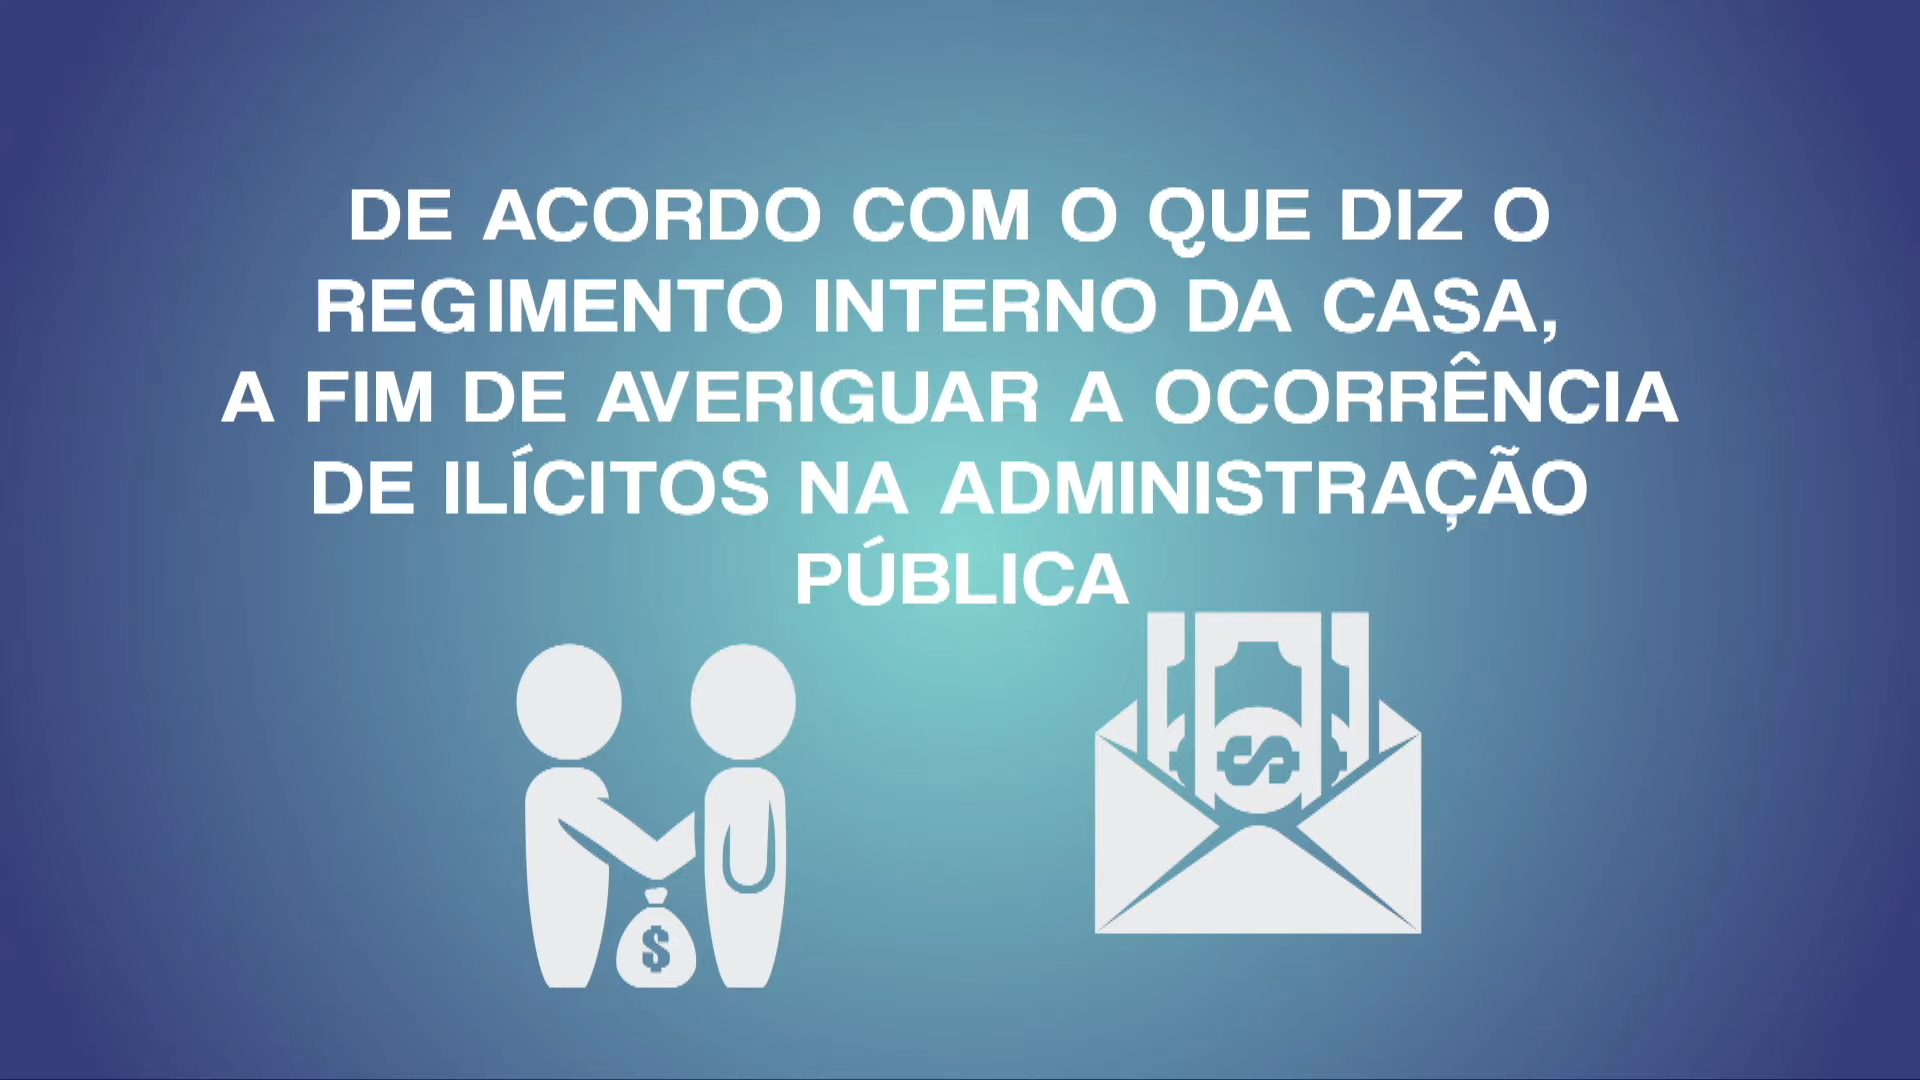 DE ACORDO COM O QUE DIZ O
REGIMENTO INTERNO DA CASA,
A FIM DE AVERIGUAR A OCORRÊNCIA
DE ILÍCITOS NA ADMINISTRAÇÃO
PÚBLICA
$
$